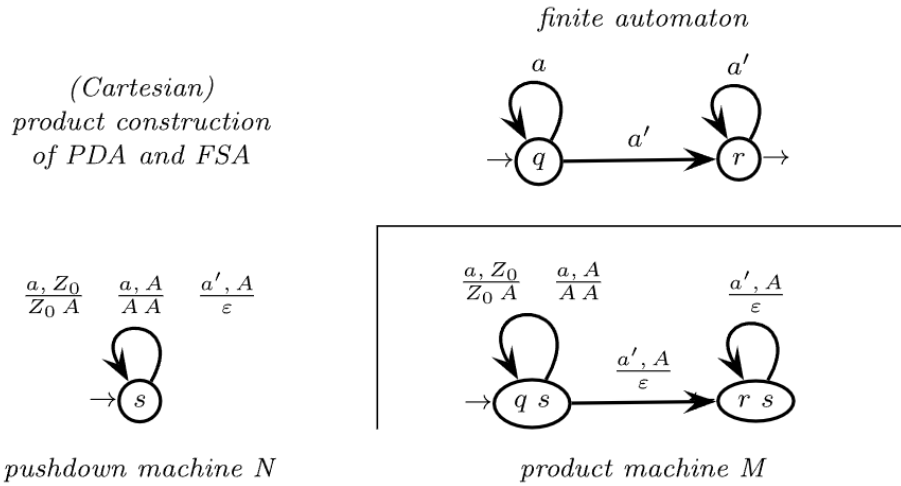 finite automaton
(Cartesian)
product construction
of PDA and FSA
a
a′
a′
q
r
a, Z₀ / Z₀ A
a, A / A A
a′, A / ε
s
pushdown machine N
a, Z₀ / Z₀ A
a, A / A A
a′, A / ε
a′, A / ε
q s
r s
product machine M